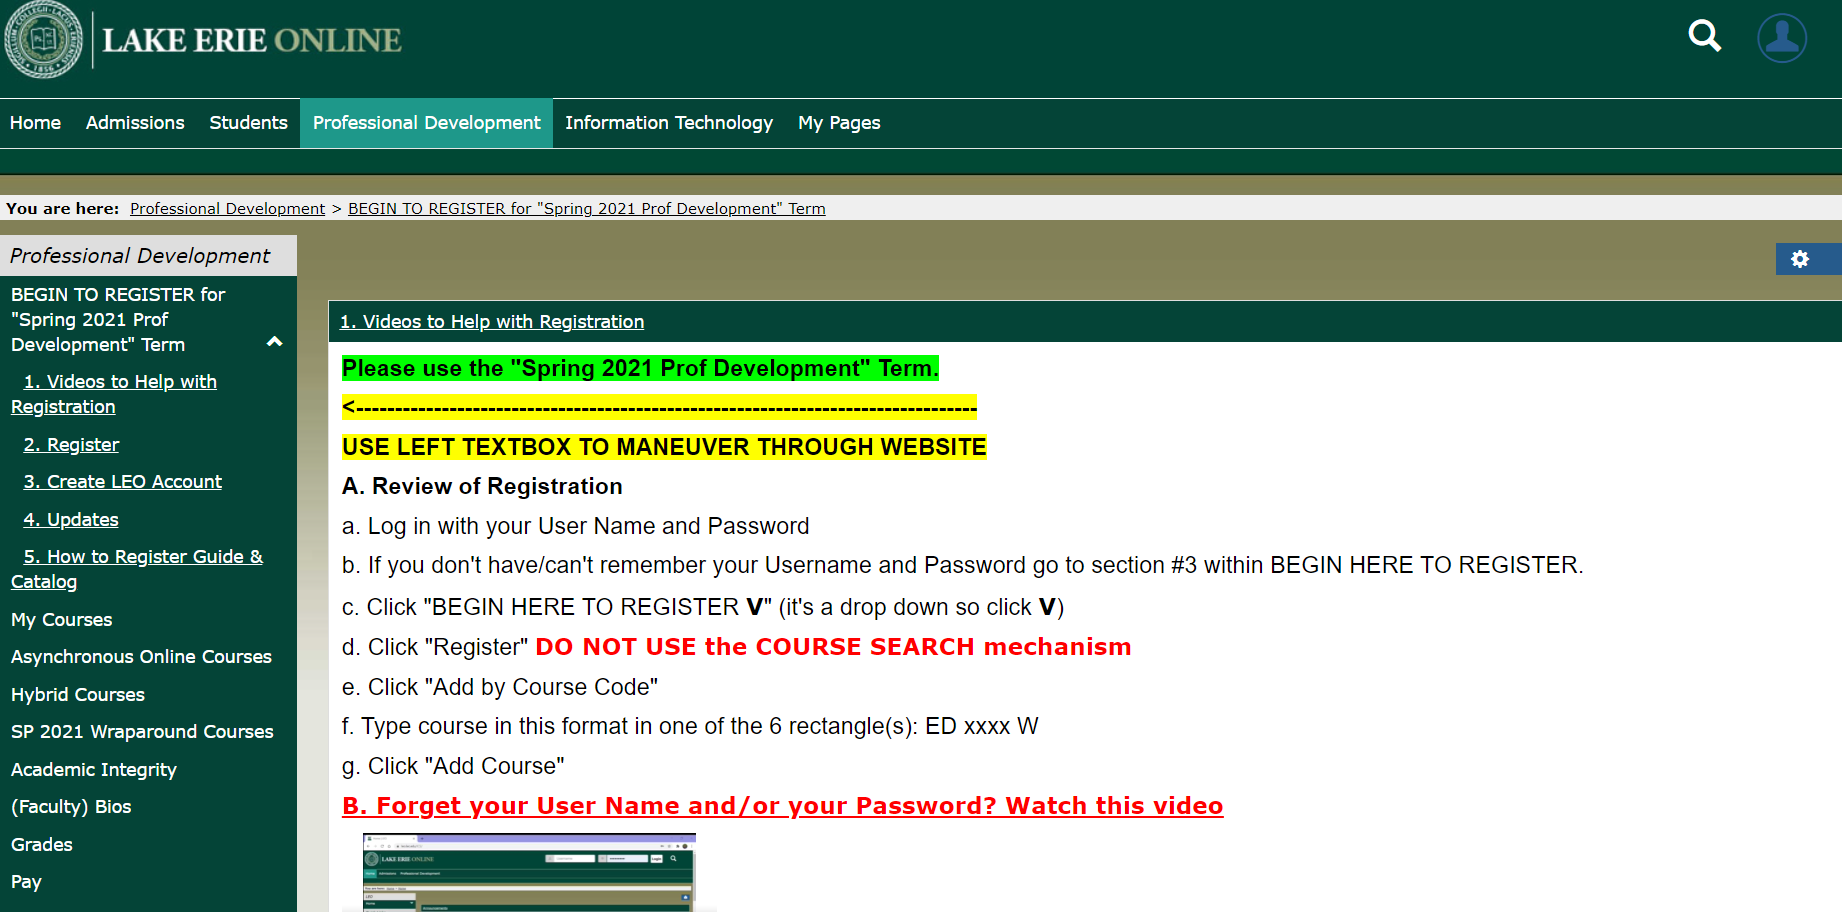 LAKE ERIE ONLINE
Home Admissions Students Professional Development Information Technology My Pages
You are here: Professional Development > BEGIN TO REGISTER for "Spring 2021 Prof Development" Term
Professional Development
BEGIN TO REGISTER for
"Spring 2021 Prof
Development" Term
1. Videos to Help with
Registration
2. Register
3. Create LEO Account
4. Updates
5. How to Register Guide &
Catalog
My Courses
Asynchronous Online Courses
Hybrid Courses
SP 2021 Wraparound Courses
Academic Integrity
(Faculty) Bios
Grades
Pay
1. Videos to Help with Registration
Please use the "Spring 2021 Prof Development" Term.
<--------------------------------------------------------------------------------
USE LEFT TEXTBOX TO MANEUVER THROUGH WEBSITE
A. Review of Registration
a. Log in with your User Name and Password
b. If you don't have/can't remember your Username and Password go to section #3 within BEGIN HERE TO REGISTER.
c. Click "BEGIN HERE TO REGISTER V" (it's a drop down so click V)
d. Click "Register" DO NOT USE the COURSE SEARCH mechanism
e. Click "Add by Course Code"
f. Type course in this format in one of the 6 rectangle(s): ED xxxx W
g. Click "Add Course"
B. Forget your User Name and/or your Password? Watch this video
LAKE ERIE ONLINE